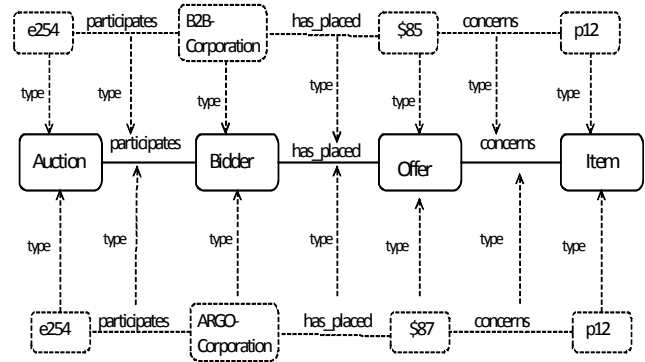 e254 participates B2B-
Corporation has_placed $85 concerns p12
type type type type type type type
Auction participates Bidder has_placed Offer concerns Item
type type type type type type type
e254 participates ARGO-
Corporation has_placed $87 concerns p12